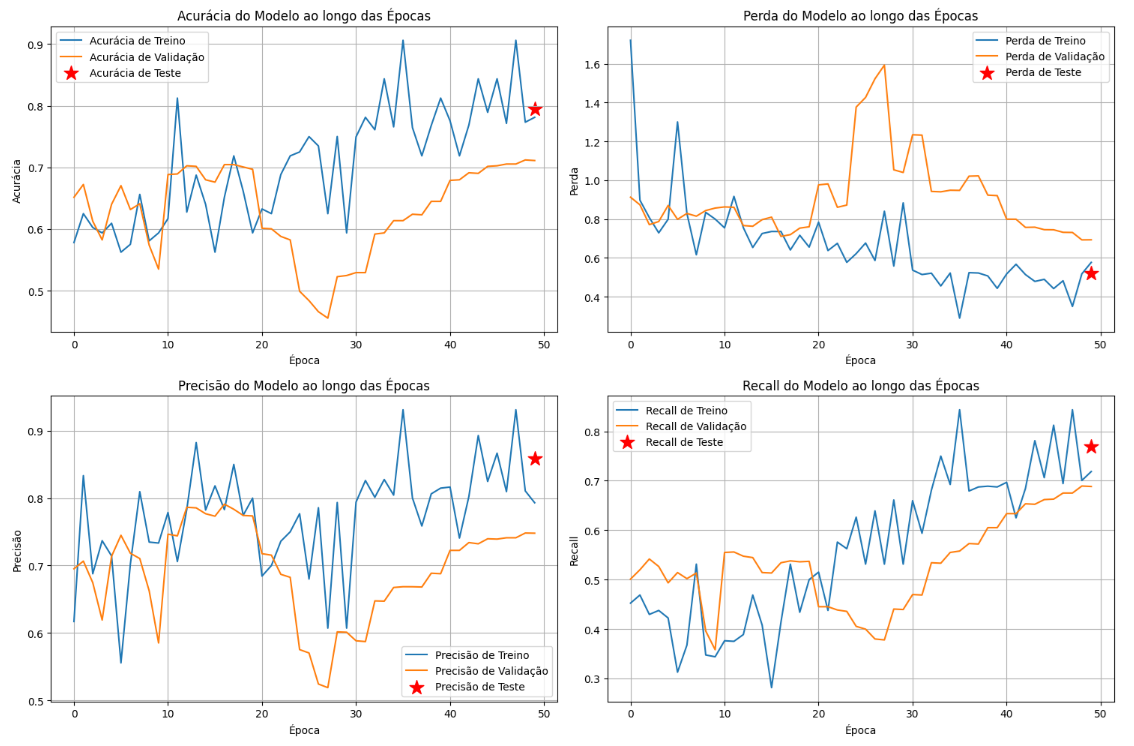 Acurácia do Modelo ao longo das Épocas
Acurácia de Treino
Acurácia de Validação
Acurácia de Teste
0.9
0.8
0.7
0.6
0.5
Acurácia
0 10 20 30 40 50
Época
Perda do Modelo ao longo das Épocas
Perda de Treino
Perda de Validação
Perda de Teste
1.6
1.4
1.2
1.0
0.8
0.6
0.4
Perda
0 10 20 30 40 50
Época
Precisão do Modelo ao longo das Épocas
0.9
0.8
0.7
0.6
0.5
Precisão
Precisão de Treino
Precisão de Validação
Precisão de Teste
0 10 20 30 40 50
Época
Recall do Modelo ao longo das Épocas
Recall de Treino
Recall de Validação
Recall de Teste
0.8
0.7
0.6
0.5
0.4
0.3
Recall
0 10 20 30 40 50
Época